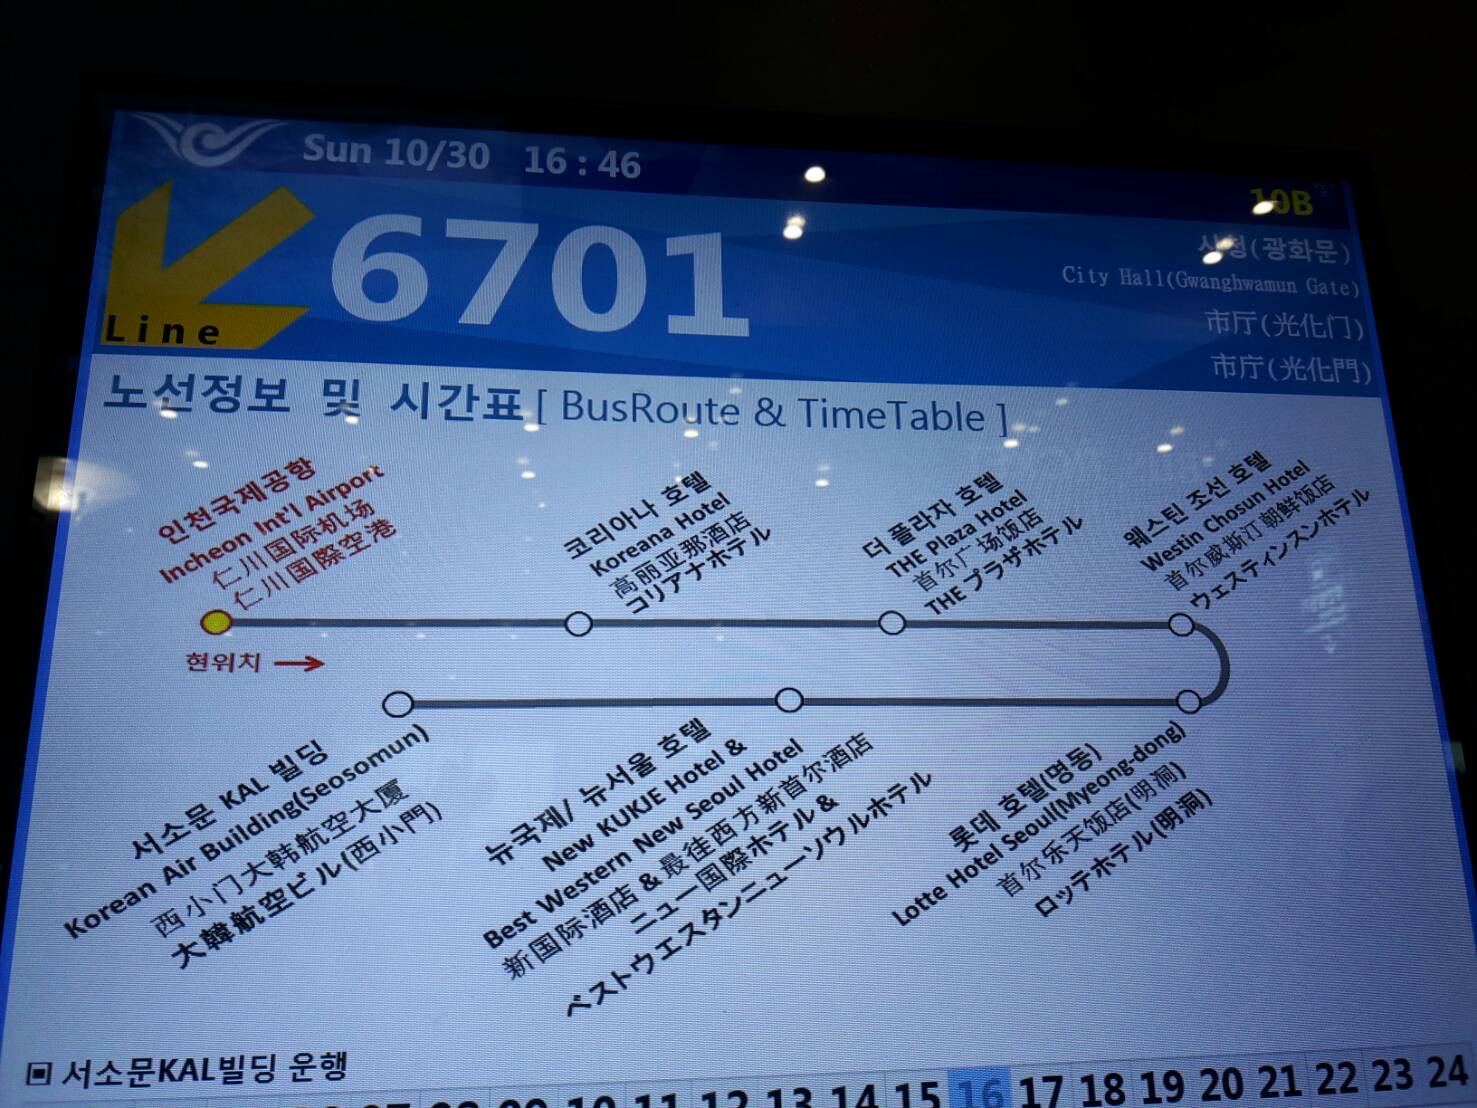 Sun 10/30 16 : 46
10B
Line
6701
시청(광화문)
City Hall(Gwanghwamun Gate)
市厅(光化门)
市庁(光化門)
노선정보 및 시간표[ BusRoute & TimeTable ]
인천국제공항
Incheon Int'l Airport
仁川国际机场
仁川国際空港
코리아나 호텔
Koreana Hotel
高丽亚那酒店
コリアナホテル
더 플라자 호텔
THE Plaza Hotel
首尔广场饭店
THE プラザホテル
웨스틴 조선 호텔
Westin Chosun Hotel
首尔威斯汀朝鲜饭店
ウェスティンスンホテル
현위치
서소문 KAL 빌딩
Korean Air Building(Seosomun)
西小门大韩航空大厦
大韓航空ビル(西小門)
뉴국제/ 뉴서울 호텔
New KUKJE Hotel &
Best Western New Seoul Hotel
新国际酒店 & 最往西方新首尔酒店
ニュー国際ホテル &
ベストウエスタンニューソウルホテル
롯데 호텔(명동)
Lotte Hotel Seoul(Myeong-dong)
首尔乐天饭店(明洞)
ロッテホテル(明洞)
서소문KAL빌딩 운행
07 08 09 10 11 12 13 14 15 16 17 18 19 20 21 22 23 24